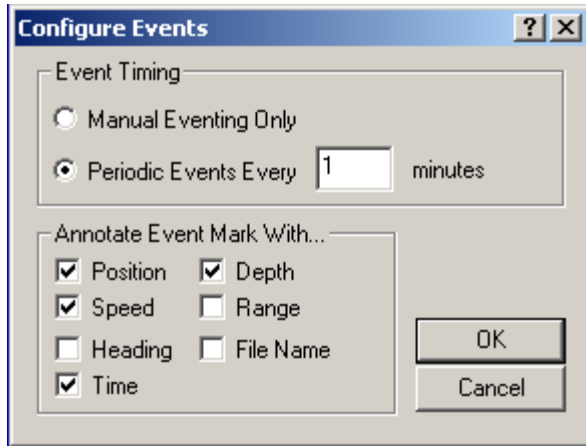 Configure Events
Event Timing
Manual Eventing Only
Periodic Events Every 1 minutes
Annotate Event Mark With...
Position Depth
Speed Range
Heading File Name
Time
OK
Cancel